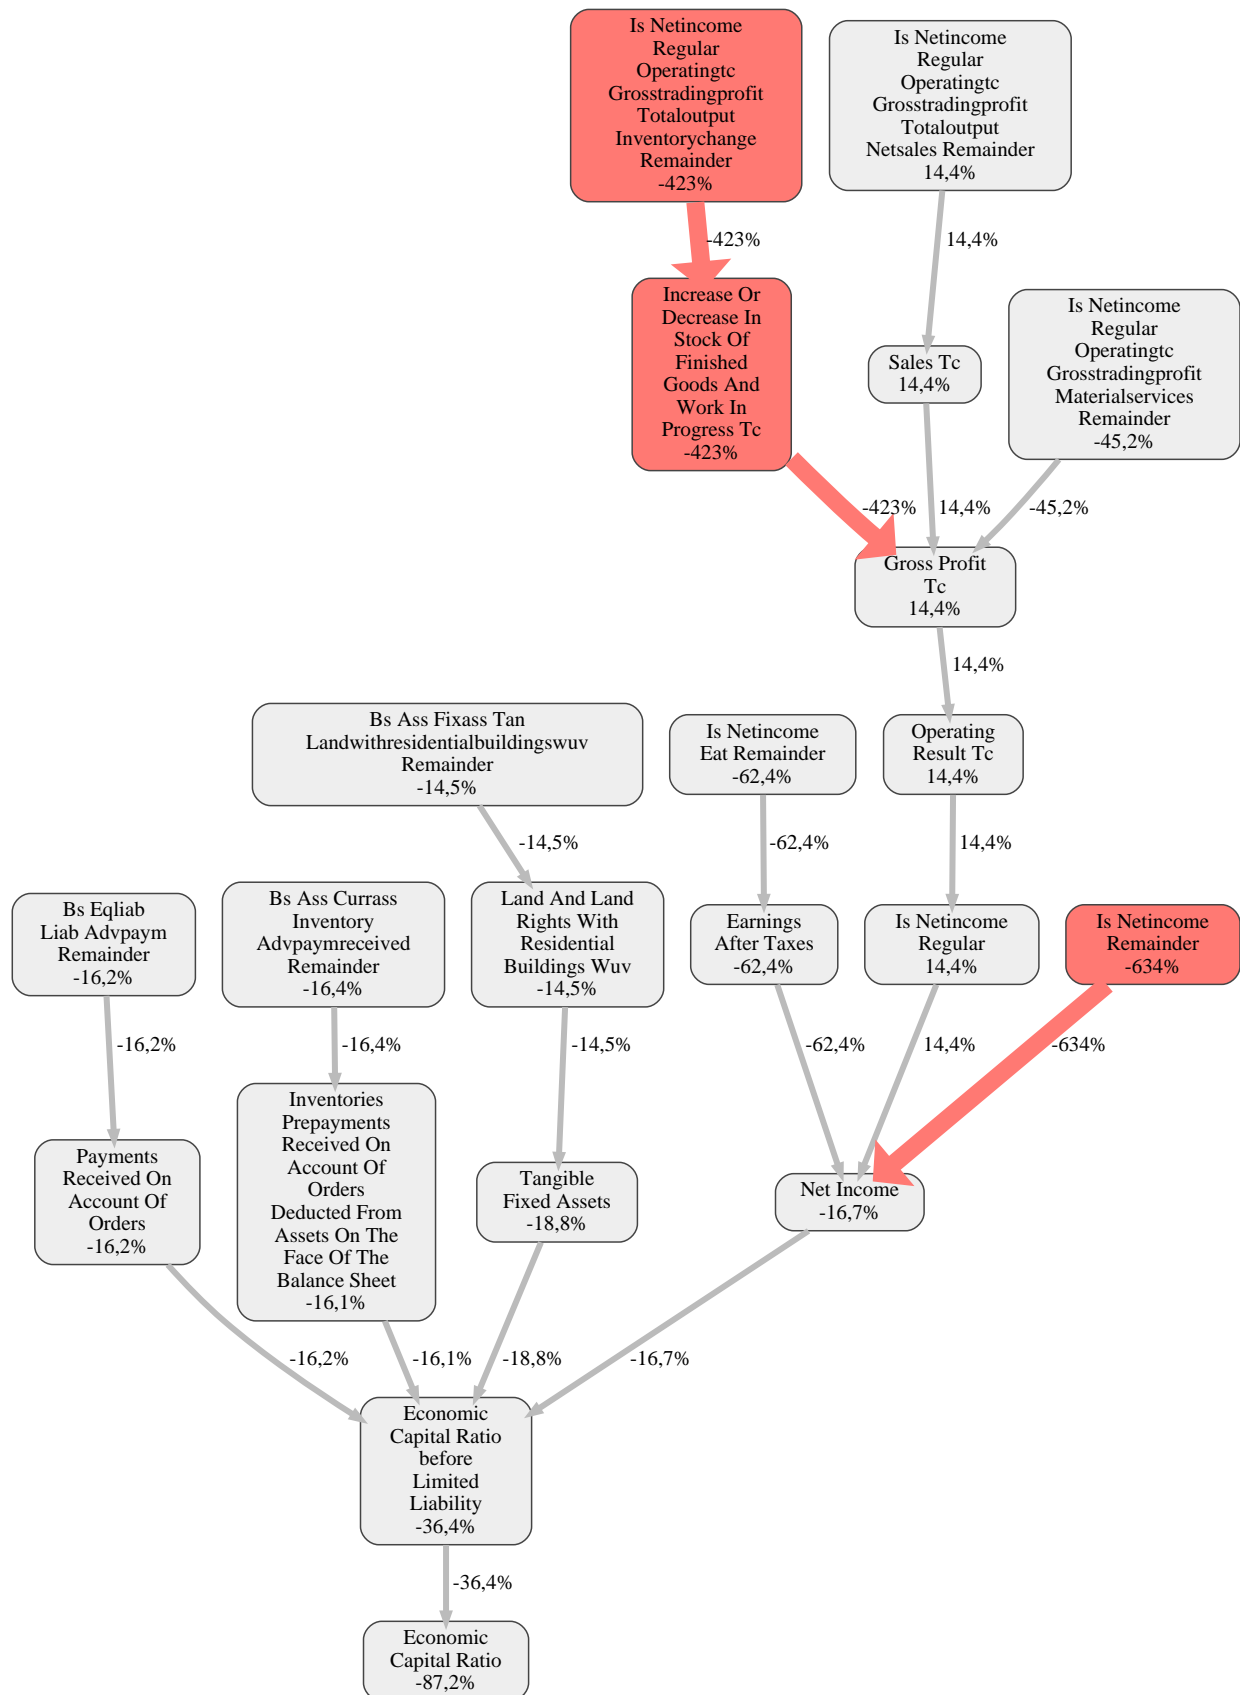 Is Netincome
Regular
Operatingtc
Grosstradingprofit
Totaloutput
Inventorychange
Remainder
-423%
Is Netincome
Regular
Operatingtc
Grosstradingprofit
Totaloutput
Netsales Remainder
14,4%
-423%
14,4%
Increase Or
Decrease In
Stock Of
Finished
Goods And
Work In
Progress Tc
-423%
Sales Tc
14,4%
Is Netincome
Regular
Operatingtc
Grosstradingprofit
Materialservices
Remainder
-45,2%
-423%
14,4%
-45,2%
Gross Profit
Tc
14,4%
14,4%
Bs Ass Fixass Tan
Landwithresidentialbuildingswuv
Remainder
-14,5%
Is Netincome
Eat Remainder
-62,4%
Operating
Result Tc
14,4%
-14,5%
-62,4%
14,4%
Bs Eqliab
Liab Advpaym
Remainder
-16,2%
Bs Ass Currass
Inventory
Advpaymreceived
Remainder
-16,4%
Land And Land
Rights With
Residential
Buildings Wuv
-14,5%
Earnings
After Taxes
-62,4%
Is Netincome
Regular
14,4%
Is Netincome
Remainder
-634%
-16,2%
-16,4%
-14,5%
-62,4%
14,4%
-634%
Payments
Received On
Account Of
Orders
-16,2%
Inventories
Prepayments
Received On
Account Of
Orders
Deducted From
Assets On The
Face Of The
Balance Sheet
-16,1%
Tangible
Fixed Assets
-18,8%
Net Income
-16,7%
-16,2%
-16,1%
-18,8%
-16,7%
Economic
Capital Ratio
before
Limited
Liability
-36,4%
-36,4%
Economic
Capital Ratio
-87,2%